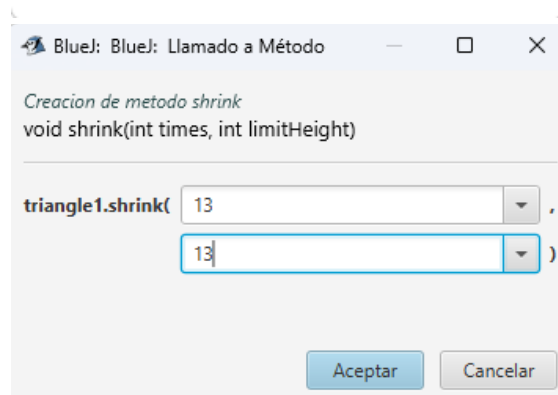 BlueJ: BlueJ: Llamado a Método
Creacion de metodo shrink
void shrink(int times, int limitHeight)
triangle1.shrink( 13 ,
13 )
Aceptar Cancelar